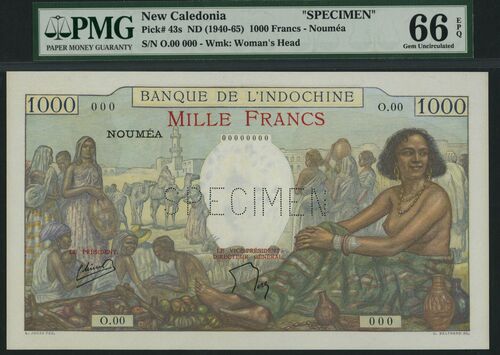 PMG
PAPER MONEY GUARANTY
New Caledonia "SPECIMEN"
Pick# 43s ND (1940-65) 1000 Francs - Nouméa
S/N O.00 000 - Wmk: Woman's Head
66 EPQ
Gem Uncirculated
1000 000 BANQUE DE L'INDOCHINE O.00 1000
MILLE FRANCS
NOUMÉA
00000000
SPECIMEN
LE PRÉSIDENT
LE VICE-PRÉSIDENT
DIRECTEUR GÉNÉRAL
O.00
000